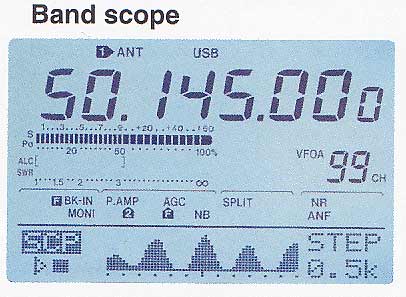 Band scope
1 ANT USB
50.145.000
S 1...3...5...7...9...+20...+40...+60
Po 20 50 100%
ALC
SWR
1 1.5 2 3 ∞
VFOA 99 CH
F BK-IN P.AMP AGC SPLIT NR
MONI 2 F NB ANF
SCP STEP
0.5k